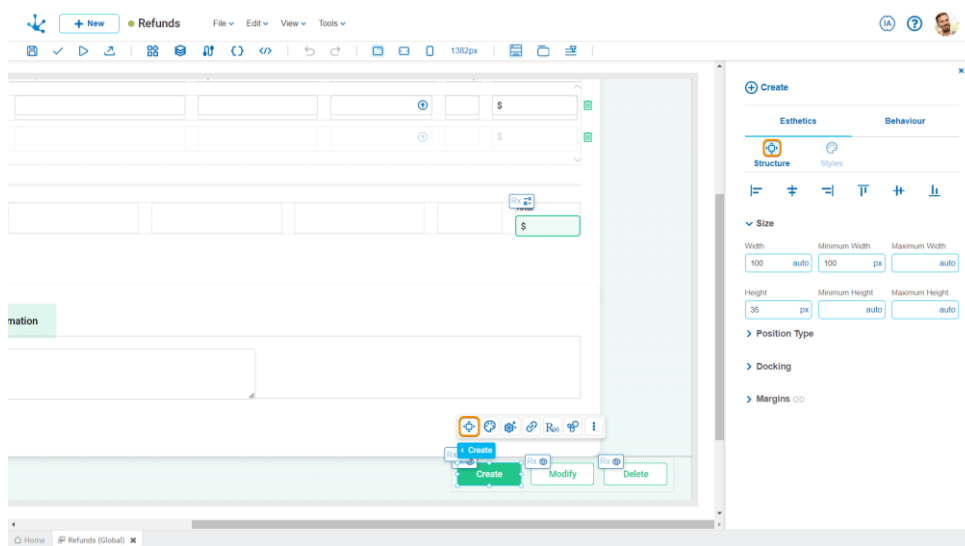 + New
Refunds
File
Edit
View
Tools
IA
?
1382px
Create
Esthetics
Behaviour
Structure
Styles
Size
Width
Minimum Width
Maximum Width
100 auto
100 px
auto
Height
Minimum Height
Maximum Height
35 px
auto
auto
Position Type
Docking
Margins
$
$
Rx
Total
$
mation
R(x)
Create
Rx
Rx
Rx
Create
Modify
Delete
Home
Refunds (Global)